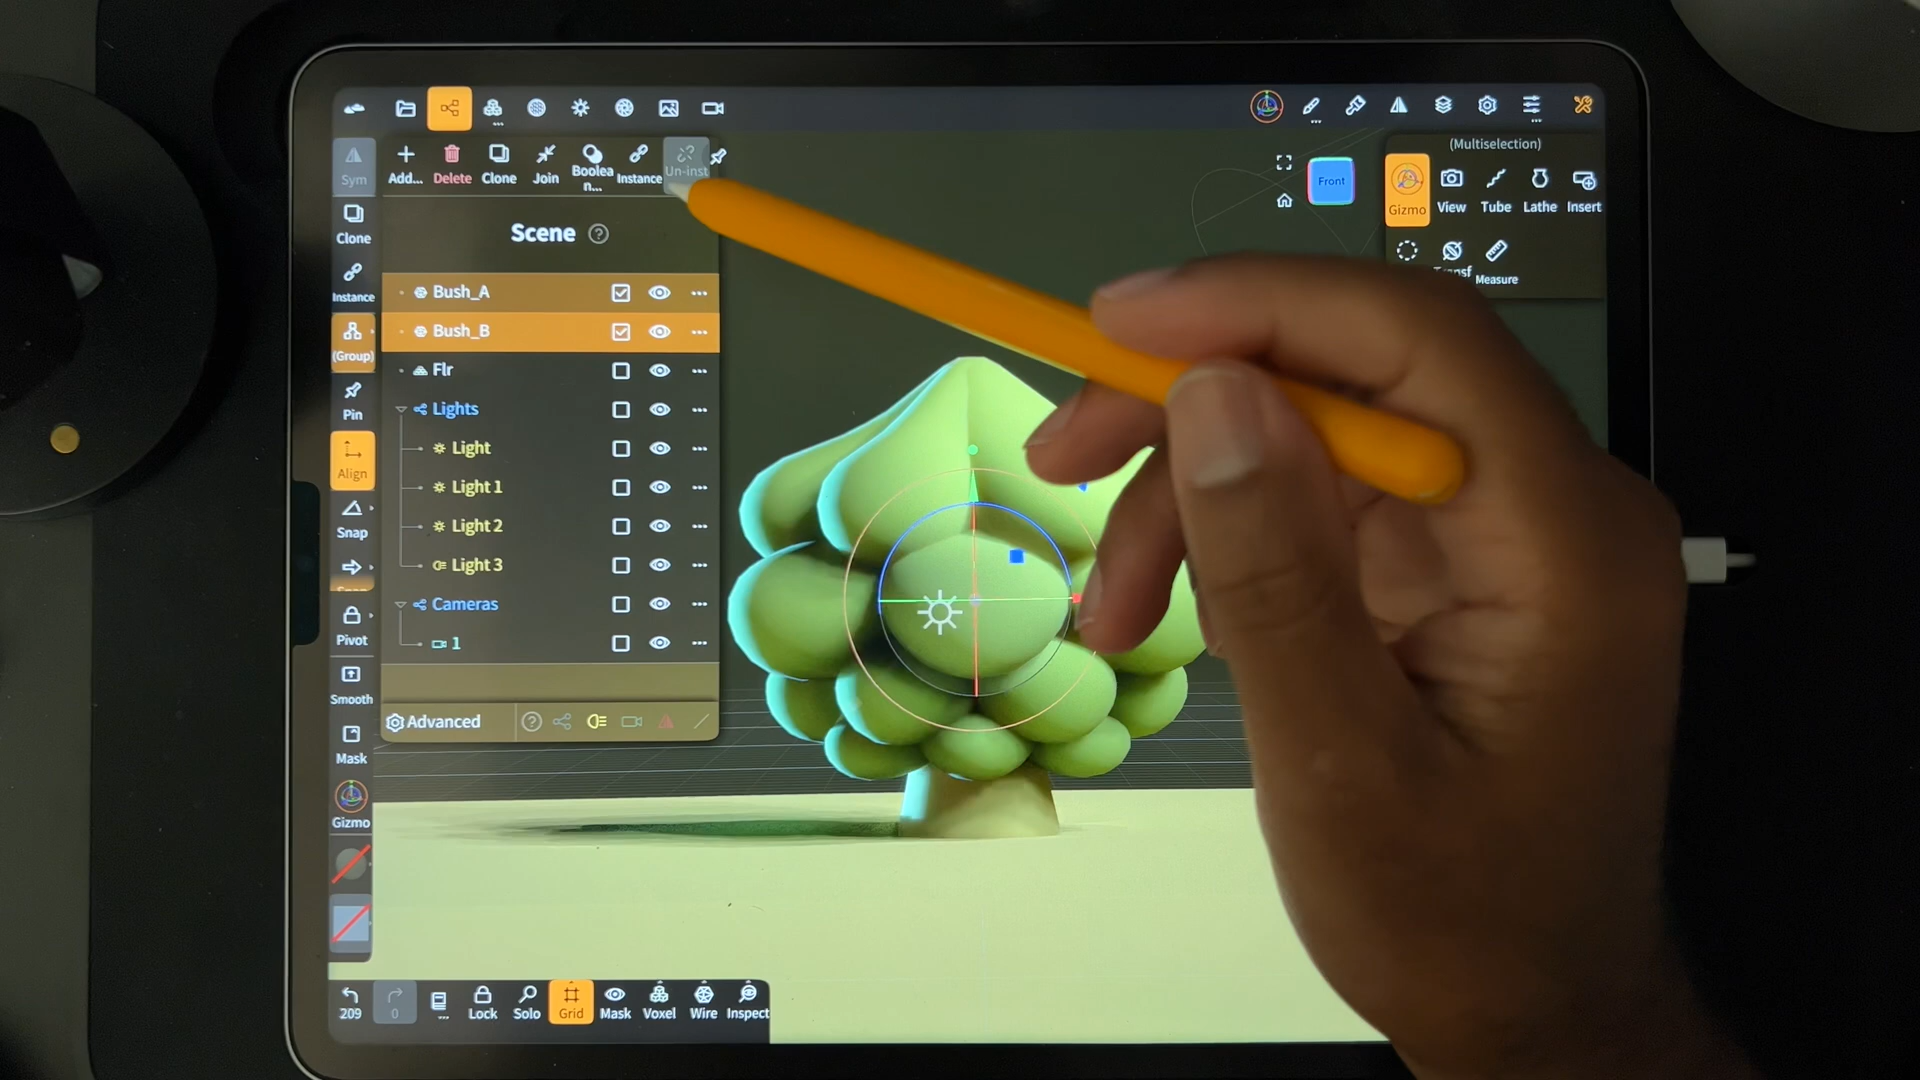 (Multiselection)
Sym
Add...
Delete
Clone
Join
Boolea
n...
Instance
Un-inst
Front
Gizmo
View
Tube
Lathe
Insert
Clone
Scene ?
Measure
Instance
Bush_A
Bush_B
(Group)
Flr
Pin
Lights
Light
Align
Light 1
Snap
Light 2
Light 3
Cameras
Pivot
1
Smooth
Advanced ?
Mask
Gizmo
209
0
Lock
Solo
Grid
Mask
Voxel
Wire
Inspect